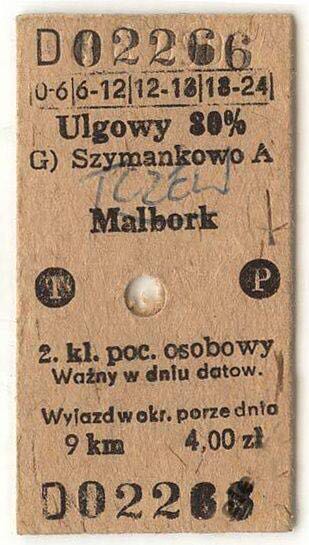 D02266
0-6|6-12|12-18|18-24|
Ulgowy 80%
G) Szymankowo A
TCZEW
Malbork
T P
2. kl. poc. osobowy
Ważny w dniu datow.
Wyjazd w okr. porze dnia
9 km 4,00 zł
D02266